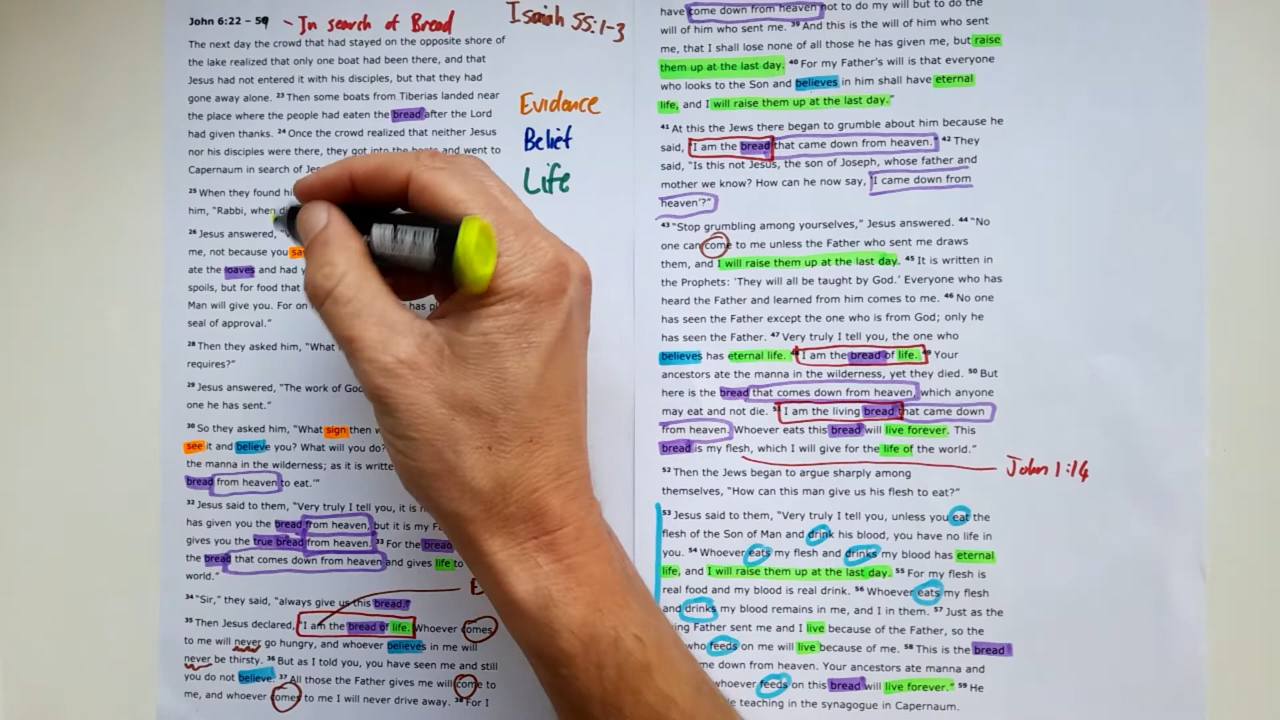 John 6:22 – 59 - In search of Bread
The next day the crowd that had stayed on the opposite shore of
the lake realized that only one boat had been there, and that
Jesus had not entered it with his disciples, but that they had
gone away alone. 23 Then some boats from Tiberias landed near
the place where the people had eaten the bread after the Lord
had given thanks. 24 Once the crowd realized that neither Jesus
nor his disciples were there, they got into the boats and went to
Capernaum in search of
25 When they found
him, "Rabbi, when
26 Jesus answered,
me, not because you
ate the loaves and had
spoils, but for food that
Man will give you. For on has
seal of approval."
28 Then they asked him, "What
requires?"
29 Jesus answered, "The work of God
one he has sent."
30 So they asked him, "What sign then
see it and believe you? What will you do?
the manna in the wilderness; as it is
bread from heaven to eat.'"
32 Jesus said to them, "Very truly I tell you, it is
has given you the bread from heaven, but it is my
gives you the true bread from heaven. 33 For the bread
the bread that comes down from heaven and gives life to
world."
34 "Sir," they said, "always give us this bread."
35 Then Jesus declared, "I am the bread of life. Whoever comes
to me will never go hungry, and whoever believes in me will
never be thirsty. 36 But as I told you, you have seen me and still
you do not believe. 37 All those the Father gives me will come to
me, and whoever comes to me I will never drive away. 38 For I
Isaiah 55:1-3
Evidence
Belief
Life
have come down from heaven not to do my will but to do the
will of him who sent me. 39 And this is the will of him who sent
me, that I shall lose none of all those he has given me, but raise
them up at the last day. 40 For my Father's will is that everyone
who looks to the Son and believes in him shall have eternal
life, and I will raise them up at the last day."
41 At this the Jews there began to grumble about him because he
said, "I am the bread that came down from heaven." 42 They
said, "Is this not Jesus, the son of Joseph, whose father and
mother we know? How can he now say, 'I came down from
heaven'?"
43 "Stop grumbling among yourselves," Jesus answered. 44 "No
one can come to me unless the Father who sent me draws
them, and I will raise them up at the last day. 45 It is written in
the Prophets: 'They will all be taught by God.' Everyone who has
heard the Father and learned from him comes to me. 46 No one
has seen the Father except the one who is from God; only he
has seen the Father. 47 Very truly I tell you, the one who
believes has eternal life. 48 I am the bread of life. 49 Your
ancestors ate the manna in the wilderness, yet they died. 50 But
here is the bread that comes down from heaven, which anyone
may eat and not die. 51 I am the living bread that came down
from heaven. Whoever eats this bread will live forever. This
bread is my flesh, which I will give for the life of the world."
John 1:14
52 Then the Jews began to argue sharply among
themselves, "How can this man give us his flesh to eat?"
53 Jesus said to them, "Very truly I tell you, unless you eat the
flesh of the Son of Man and drink his blood, you have no life in
you. 54 Whoever eats my flesh and drinks my blood has eternal
life, and I will raise them up at the last day. 55 For my flesh is
real food and my blood is real drink. 56 Whoever eats my flesh
and drinks my blood remains in me, and I in them. 57 Just as the
Father sent me and I live because of the Father, so the
who feeds on me will live because of me. 58 This is the bread
me down from heaven. Your ancestors ate manna and
whoever feeds on this bread will live forever." 59 He
teaching in the synagogue in Capernaum.